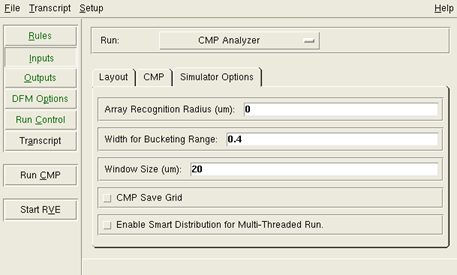 File Transcript Setup Help
Rules
Inputs
Outputs
DFM Options
Run Control
Transcript
Run CMP
Start RVE
Run: CMP Analyzer
Layout CMP Simulator Options
Array Recognition Radius (um): 0
Width for Bucketing Range: 0.4
Window Size (um): 20
CMP Save Grid
Enable Smart Distribution for Multi-Threaded Run.